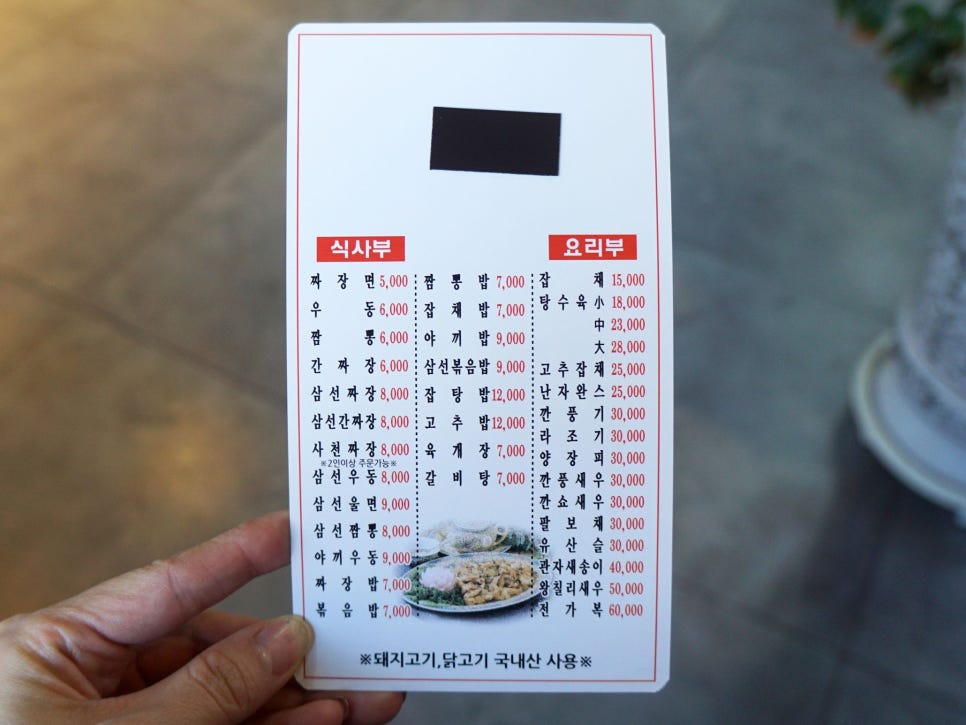 식사부
짜장면 5,000
우동 6,000
짬뽕 6,000
간짜장 6,000
삼선짜장 8,000
삼선간짜장 8,000
사천짜장 8,000
※2인이상 주문가능※
삼선우동 8,000
삼선울면 9,000
삼선짬뽕 8,000
야끼우동 9,000
짜장밥 7,000
볶음밥 7,000
짬뽕밥 7,000
잡채밥 7,000
야끼밥 9,000
삼선볶음밥 9,000
잡탕밥 12,000
고추밥 12,000
육개장 7,000
갈비탕 7,000
요리부
잡채 15,000
탕수육 小 18,000
中 23,000
大 28,000
고추잡채 25,000
난자완스 25,000
깐풍기 30,000
라조기 30,000
양장피 30,000
깐풍새우 30,000
깐쇼새우 30,000
팔보채 30,000
유산슬 30,000
관자새송이 40,000
왕칠리새우 50,000
전가복 60,000
※돼지고기,닭고기 국내산 사용※